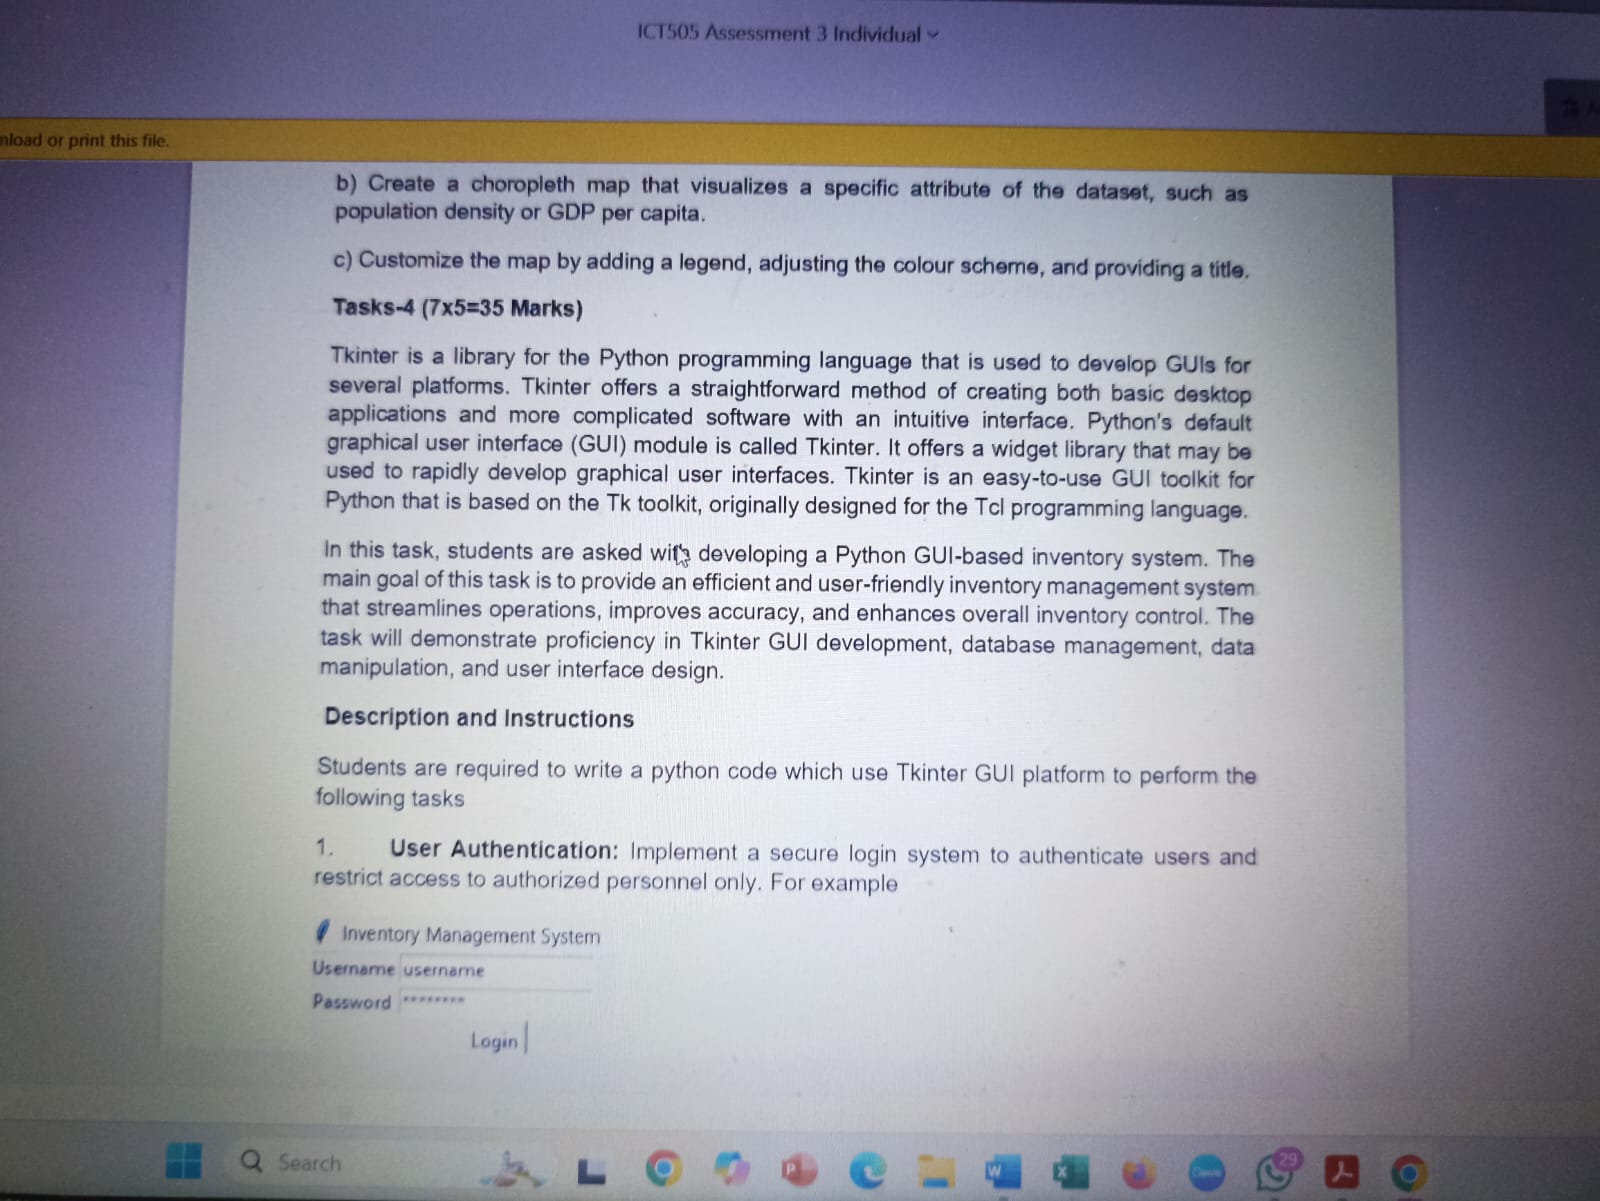 ICT505 Assessment 3 Individual
nload or print this file.
b) Create a choropleth map that visualizes a specific attribute of the dataset, such as
population density or GDP per capita.
c) Customize the map by adding a legend, adjusting the colour scheme, and providing a title.
Tasks-4 (7x5=35 Marks)
Tkinter is a library for the Python programming language that is used to develop GUIs for
several platforms. Tkinter offers a straightforward method of creating both basic desktop
applications and more complicated software with an intuitive interface. Python's default
graphical user interface (GUI) module is called Tkinter. It offers a widget library that may be
used to rapidly develop graphical user interfaces. Tkinter is an easy-to-use GUI toolkit for
Python that is based on the Tk toolkit, originally designed for the Tcl programming language.
In this task, students are asked with developing a Python GUI-based inventory system. The
main goal of this task is to provide an efficient and user-friendly inventory management system
that streamlines operations, improves accuracy, and enhances overall inventory control. The
task will demonstrate proficiency in Tkinter GUI development, database management, data
manipulation, and user interface design.
Description and Instructions
Students are required to write a python code which use Tkinter GUI platform to perform the
following tasks
1. User Authentication: Implement a secure login system to authenticate users and
restrict access to authorized personnel only. For example
Inventory Management System
Username username
Password ********
Login
Search
P
W
X
Canva
29